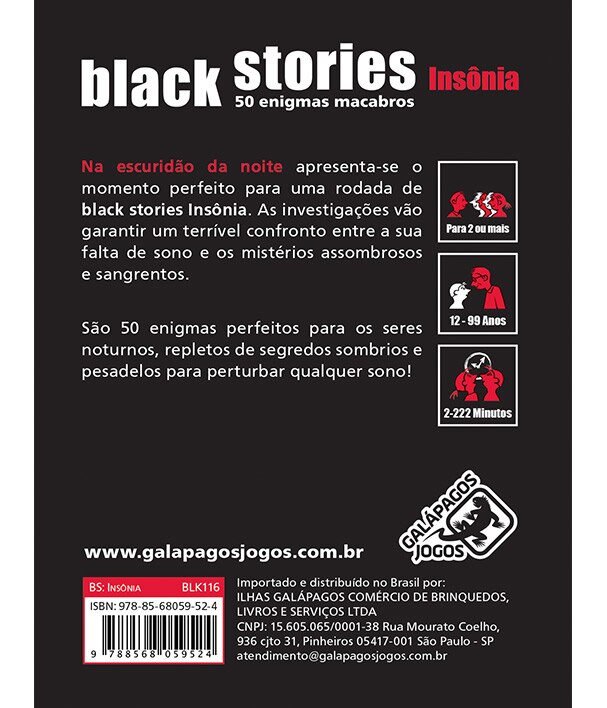 black stories Insônia
50 enigmas macabros
Na escuridão da noite apresenta-se o
momento perfeito para uma rodada de
black stories Insônia. As investigações vão
garantir um terrível confronto entre a sua
falta de sono e os mistérios assombrosos
e sangrentos.
São 50 enigmas perfeitos para os seres
noturnos, repletos de segredos sombrios e
pesadelos para perturbar qualquer sono!
Para 2 ou mais
12 - 99 Anos
2-222 Minutos
GALÁPAGOS
JOGOS
www.galapagosjogos.com.br
BS: INSÔNIA BLK116
ISBN: 978-85-68059-52-4
9 788568 059524
Importado e distribuído no Brasil por:
ILHAS GALÁPAGOS COMÉRCIO DE BRINQUEDOS,
LIVROS E SERVIÇOS LTDA
CNPJ: 15.605.065/0001-38 Rua Mourato Coelho,
936 cjto 31, Pinheiros 05417-001 São Paulo - SP
atendimento@galapagosjogos.com.br